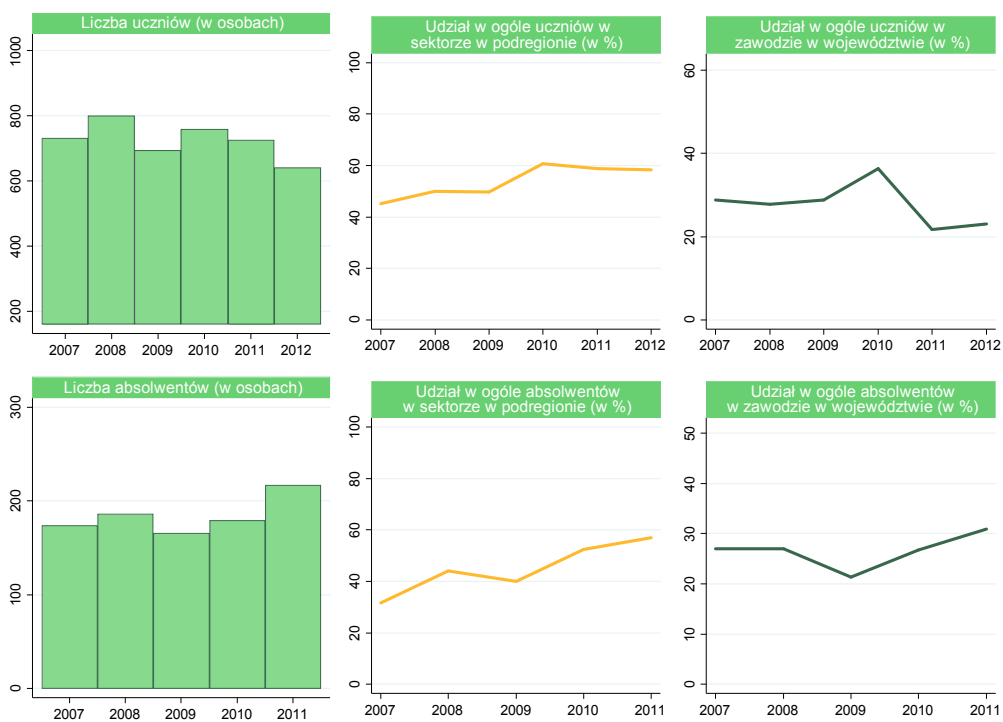 Liczba uczniów (w osobach)
1000
800
600
400
200
2007 2008 2009 2010 2011 2012
Udział w ogóle uczniów w
sektorze w podregionie (w %)
100
80
60
40
20
0
2007 2008 2009 2010 2011 2012
Udział w ogóle uczniów w
zawodzie w województwie (w %)
60
40
20
0
2007 2008 2009 2010 2011 2012
Liczba absolwentów (w osobach)
300
200
100
0
2007 2008 2009 2010 2011
Udział w ogóle absolwentów
w sektorze w podregionie (w %)
100
80
60
40
20
0
2007 2008 2009 2010 2011
Udział w ogóle absolwentów
w zawodzie w województwie (w %)
50
40
30
20
10
0
2007 2008 2009 2010 2011